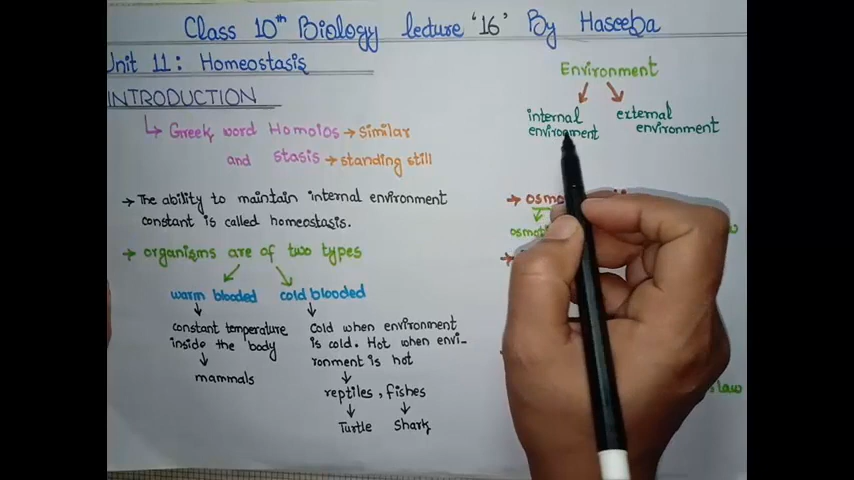 Class 10th Biology lecture '16' By Haseeba
Unit 11: Homeostasis
INTRODUCTION
Greek word Homoios → similar
and stasis → standing still
→ The ability to maintain internal environment
constant is called homeostasis.
→ organisms are of two types
warm blooded cold blooded
constant temperature
inside the body
mammals
Cold when environment
is cold. Hot when envi-
ronment is hot
reptiles, fishes
Turtle Shark
Environment
internal
environment
external
environment